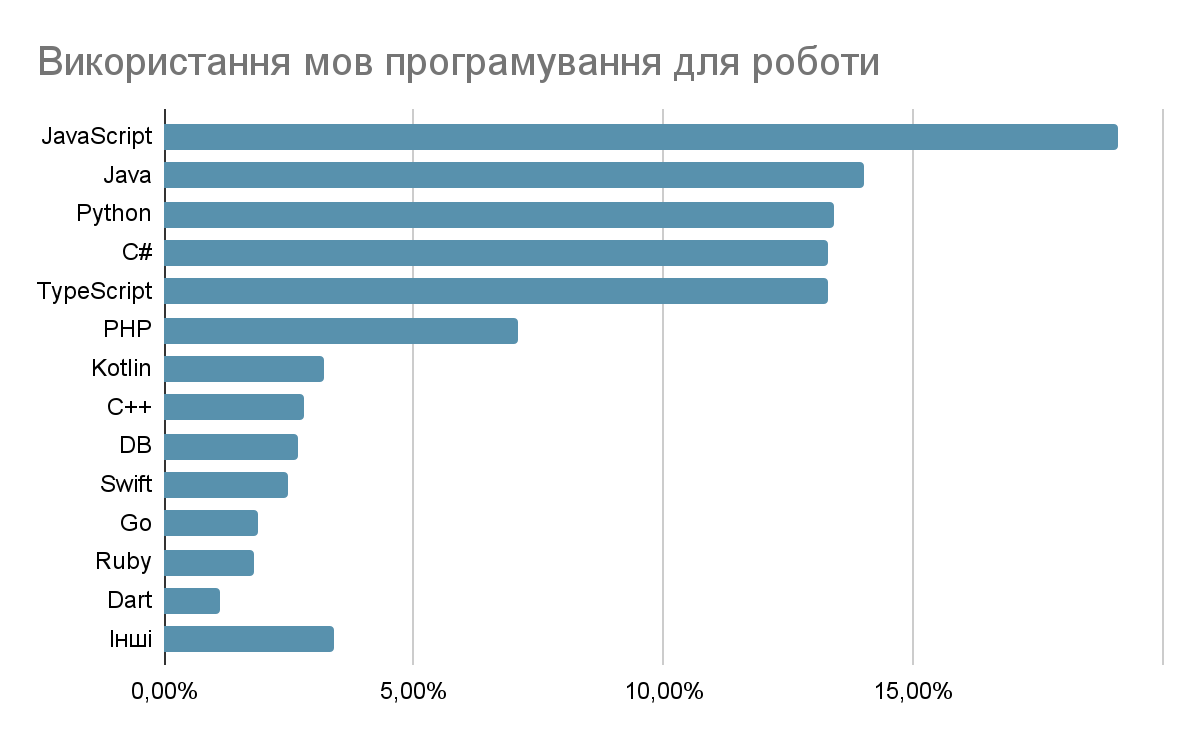 Використання мов програмування для роботи
JavaScript
Java
Python
C#
TypeScript
PHP
Kotlin
C++
DB
Swift
Go
Ruby
Dart
Інші
0,00% 5,00% 10,00% 15,00%